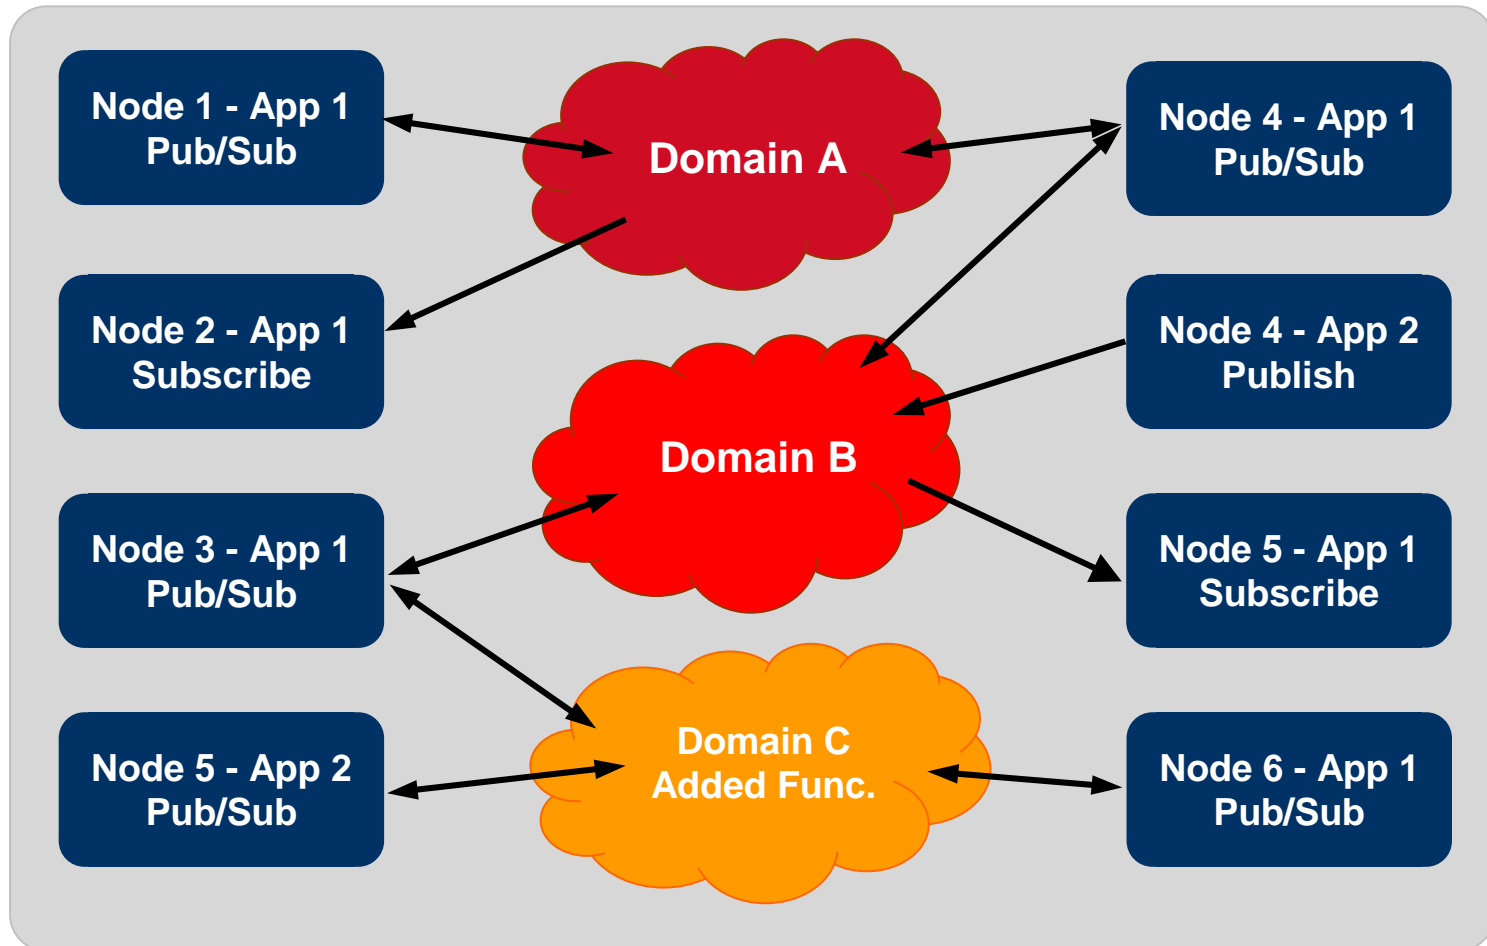 Node 1 - App 1
Pub/Sub
Domain A
Node 4 - App 1
Pub/Sub
Node 2 - App 1
Subscribe
Node 4 - App 2
Publish
Domain B
Node 3 - App 1
Pub/Sub
Node 5 - App 1
Subscribe
Node 5 - App 2
Pub/Sub
Domain C
Added Func.
Node 6 - App 1
Pub/Sub